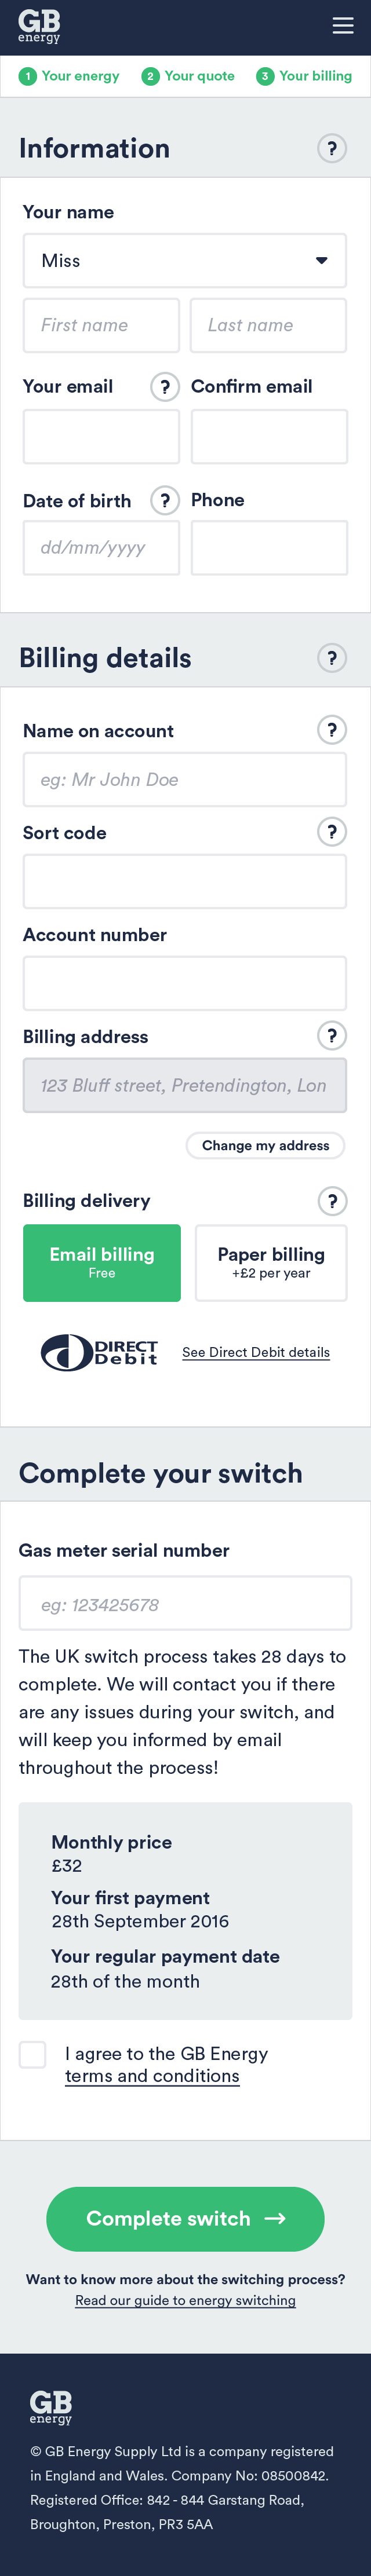 GB
energy
1 Your energy 2 Your quote 3 Your billing
Information ?
Your name
Miss
First name Last name
Your email ? Confirm email
Date of birth ? Phone
dd/mm/yyyy
Billing details ?
Name on account ?
eg: Mr John Doe
Sort code ?
Account number
Billing address ?
123 Bluff street, Pretendington, Lon
Change my address
Billing delivery ?
Email billing Paper billing
Free +£2 per year
DIRECT
Debit See Direct Debit details
Complete your switch
Gas meter serial number
eg: 123425678
The UK switch process takes 28 days to
complete. We will contact you if there
are any issues during your switch, and
will keep you informed by email
throughout the process!
Monthly price
£32
Your first payment
28th September 2016
Your regular payment date
28th of the month
I agree to the GB Energy
terms and conditions
Complete switch →
Want to know more about the switching process?
Read our guide to energy switching
GB
energy
© GB Energy Supply Ltd is a company registered
in England and Wales. Company No: 08500842.
Registered Office: 842 - 844 Garstang Road,
Broughton, Preston, PR3 5AA